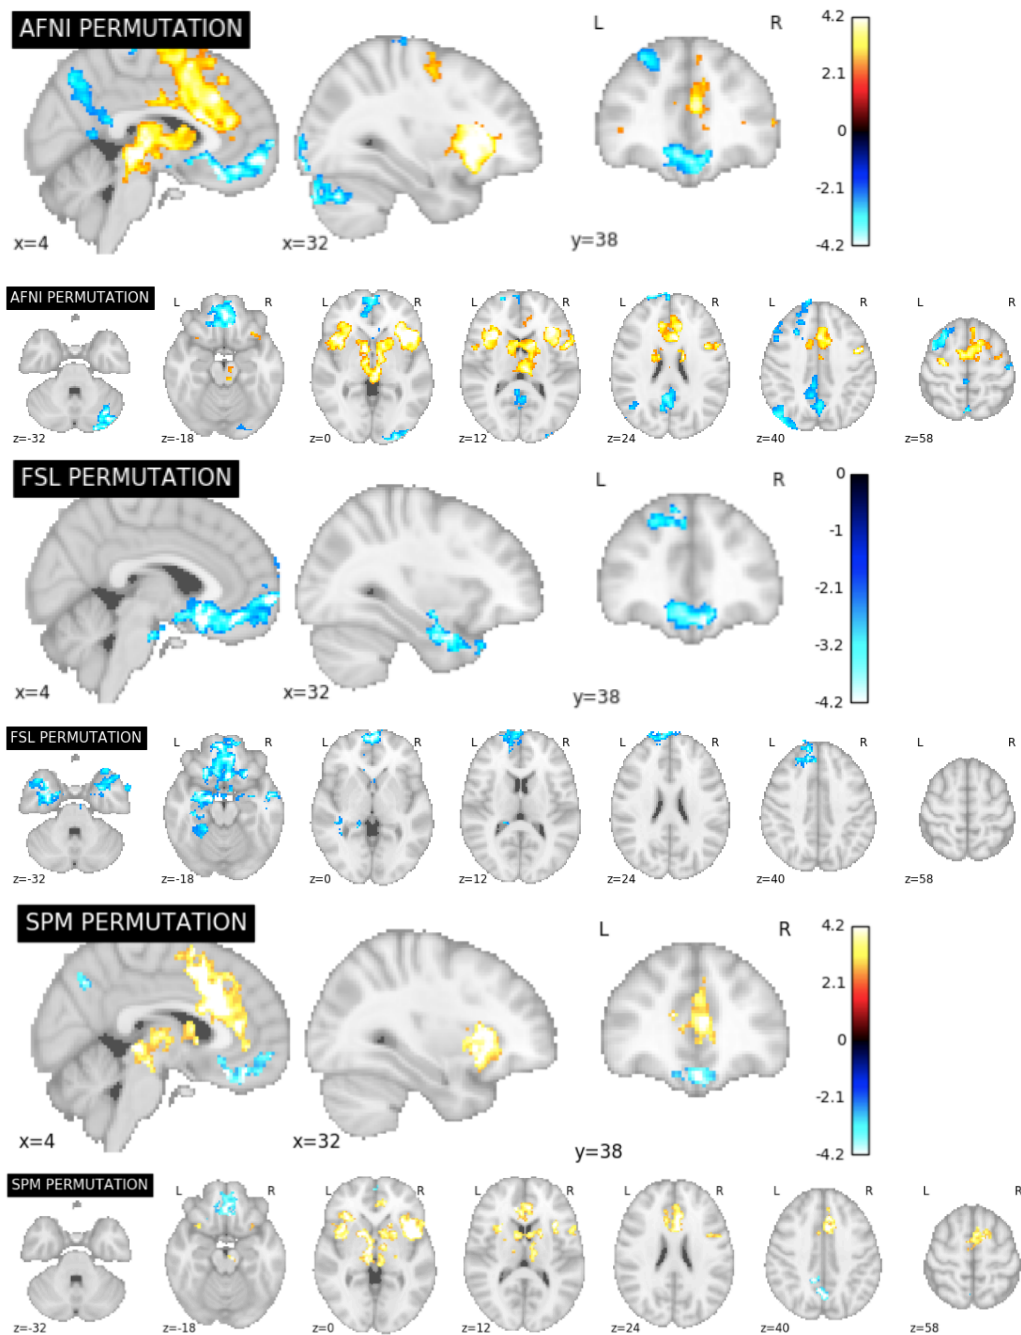 AFNI PERMUTATION
L R
4.2
2.1
0
-2.1
-4.2
x=4 x=32 y=38
AFNI PERMUTATION
L R L R L R L R L R L R
z=-32 z=-18 z=0 z=12 z=24 z=40 z=58
FSL PERMUTATION
L R
0
-1
-2.1
-3.2
-4.2
x=4 x=32 y=38
FSL PERMUTATION
L R L R L R L R L R L R
z=-32 z=-18 z=0 z=12 z=24 z=40 z=58
SPM PERMUTATION
L R
4.2
2.1
0
-2.1
-4.2
x=4 x=32 y=38
SPM PERMUTATION
L R L R L R L R L R L R
z=-32 z=-18 z=0 z=12 z=24 z=40 z=58